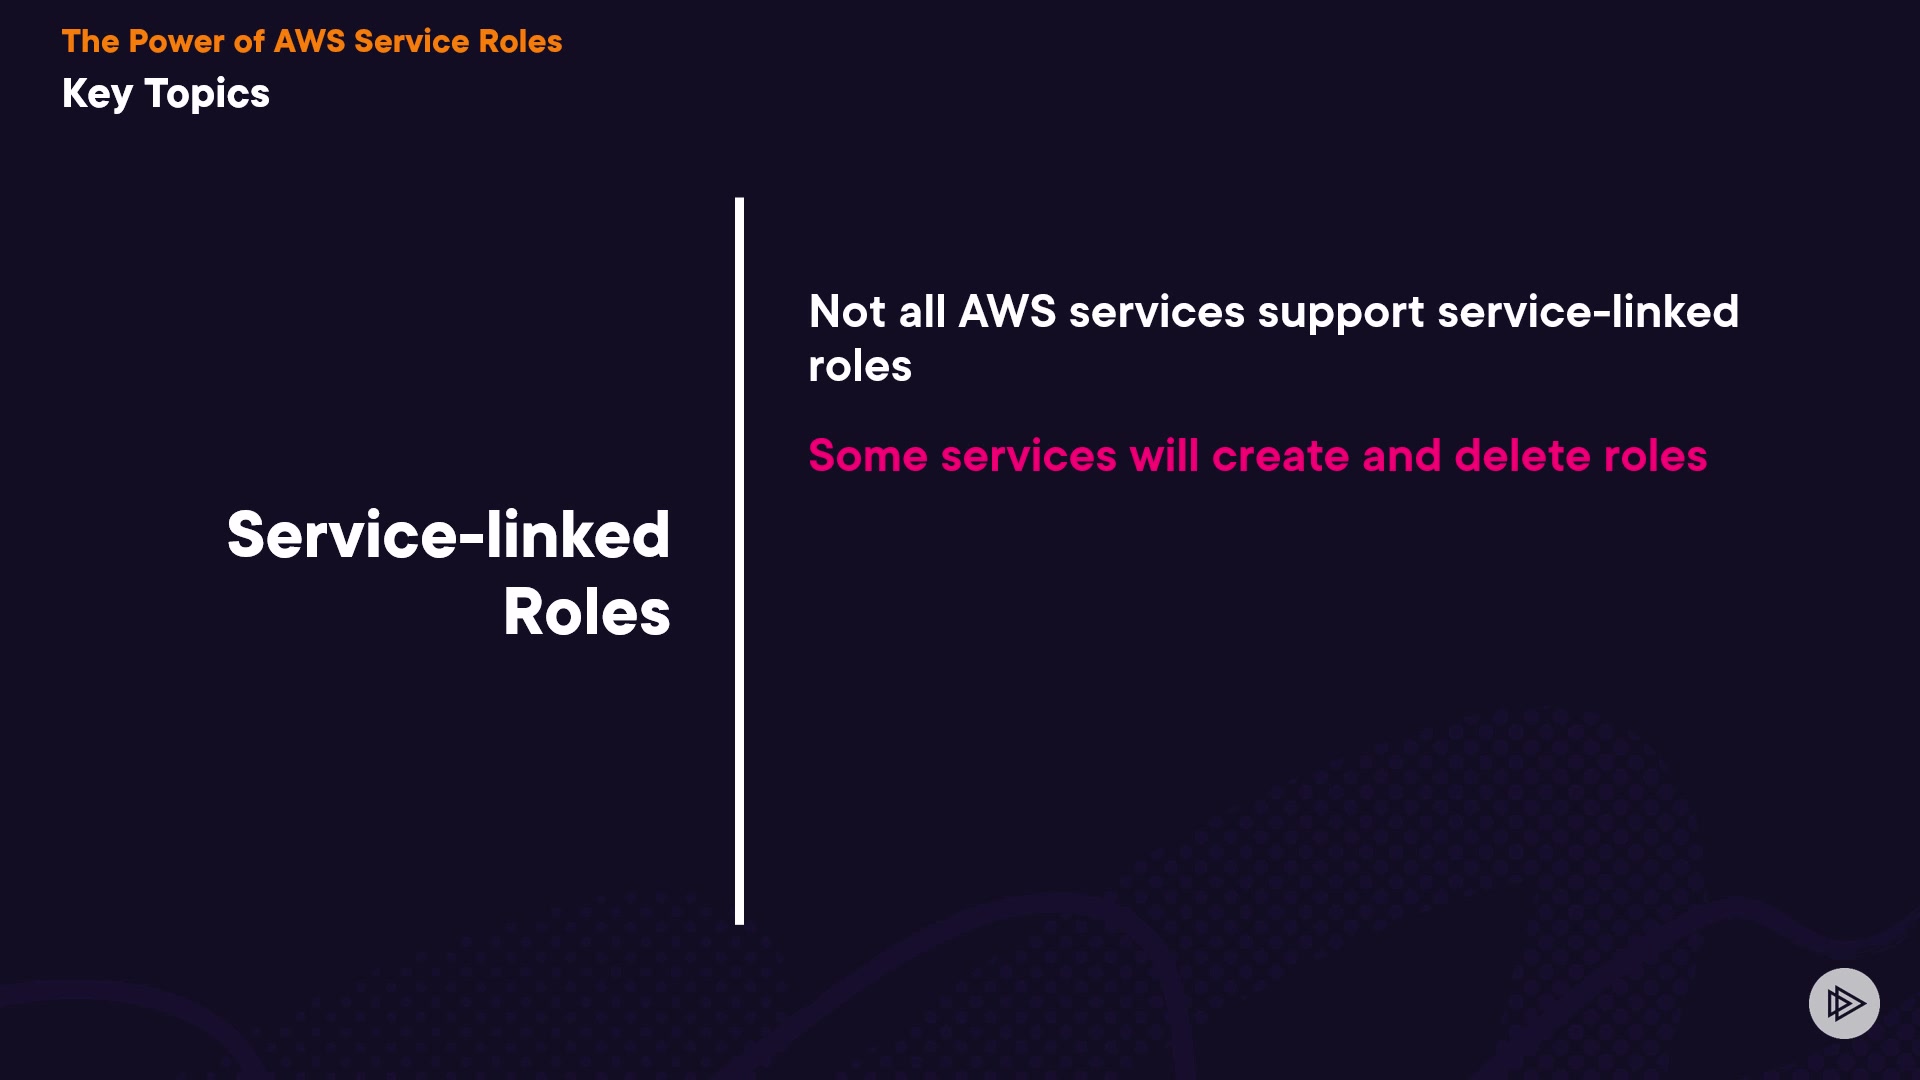 The Power of AWS Service Roles
Key Topics
Service-linked
Roles
Not all AWS services support service-linked
roles
Some services will create and delete roles